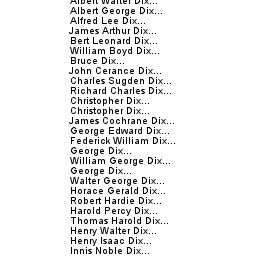 Albert Walter Dix...
Albert George Dix...
Alfred Lee Dix...
James Arthur Dix...
Bert Leonard Dix...
William Boyd Dix...
Bruce Dix...
John Cerance Dix...
Charles Sugden Dix...
Richard Charles Dix...
Christopher Dix...
Christopher Dix...
James Cochrane Dix...
George Edward Dix...
Federick William Dix...
George Dix...
William George Dix...
George Dix...
Walter George Dix...
Horace Gerald Dix...
Robert Hardie Dix...
Harold Percy Dix...
Thomas Harold Dix...
Henry Walter Dix...
Henry Isaac Dix...
Innis Noble Dix...